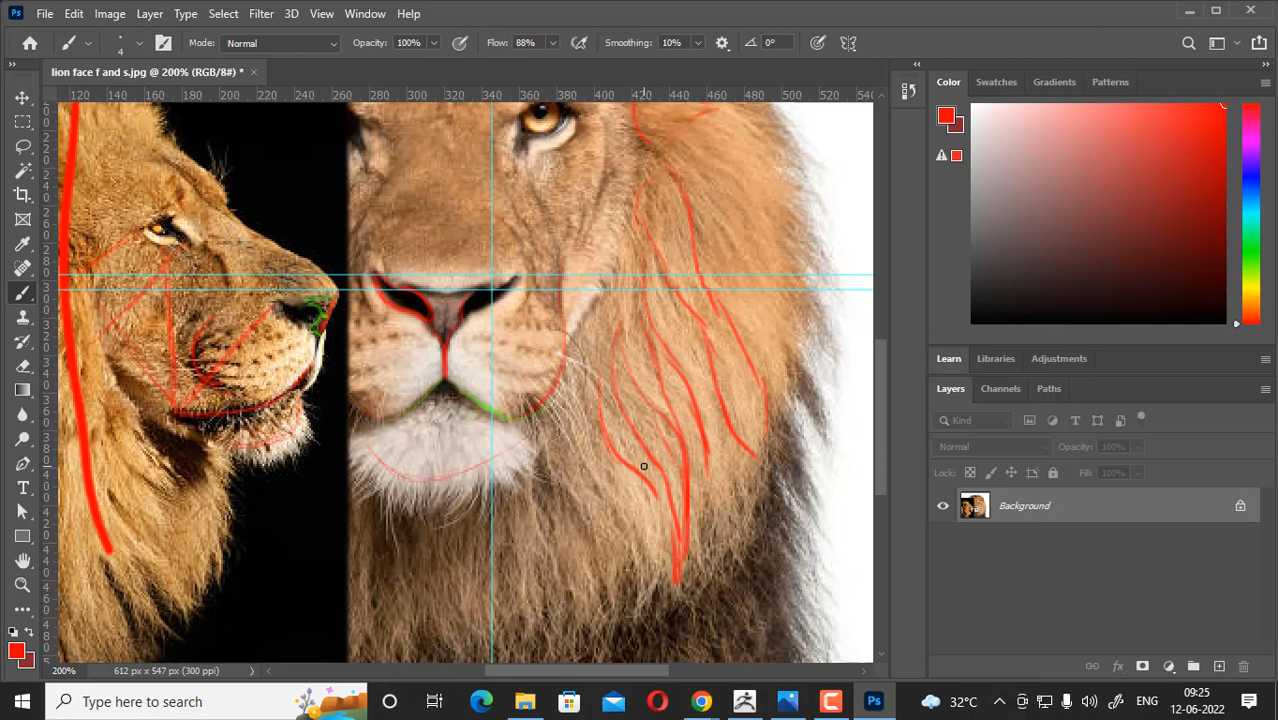 Ps File Edit Image Layer Type Select Filter 3D View Window Help
4 Mode: Normal Opacity: 100% Flow: 88% Smoothing: 10% 0°
lion face f and s.jpg @ 200% (RGB/8#) * ×
Color Swatches Gradients Patterns
120 140 160 180 200 220 240 260 280 300 320 340 360 380 400 420 440 460 480 500 520 540
Learn Libraries Adjustments
Layers Channels Paths
Kind
Normal Opacity: 100%
Lock: Fill: 100%
Background
200% 612 px x 547 px (300 ppi)
Type here to search
Ps
32°C ENG
09:25
12-06-2022